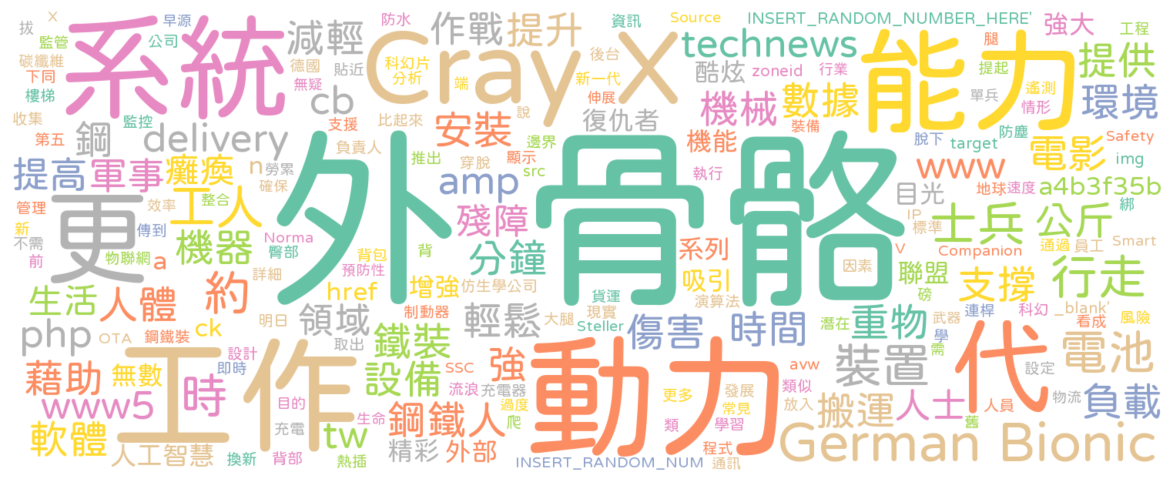 拔
防水
早源
X
監管
公司
碳纖維
德國
下同
無疑
樓梯
收集
監控
第五
系統
減輕
貼近
cb
支援
作戰
提升
Cray X
科幻片
分析
後台
端
新一代
比起來
說
負責人
資訊
Source
INSERT_RANDOM_NUMBER_HERE'
technews
酷炫
zoneid
行業
伸展
腿
提起
強大
工程
提供
遙測
單兵
情形
環境
能力
機械
數據
裝備
復仇者
機能
邊界
鋼
delivery
安裝
提高
軍事
癱瘓
n
勞累
確保
推出
穿脫
顯示
src
執行
脫下
防塵
target
電影
Safety
img
www
地球
速度
a4b3f35b
綁
目光
IP
標準
V
士兵
公斤
通過
員工
Companion
Smart
管理
效率
整合
新
更
工人
機器
amp
殘障
外骨骼
不需
前
物聯網
傳到
a
Norma
臀部
背包
背
預防性
分鐘
系列
因素
聯盟
支撐
行走
詳細
生活
人體
約
href
增強
仿生學公司
吸引
演算法
磅
貨運
現實
潛在
重物
連桿
武器
科幻
_blank'
看成
風險
學
需
php
ck
領域
制動器
輕鬆
大腿
Steller
傷害
時間
明日
取出
OTA
鋼鐵裝
設計
即時
鐵裝
設備
ssc
強
avw
裝置
代
設定
電池
藉助
無數
www5
時
工作
動力
流浪
充電器
更多
發展
類似
放入
搬運
人士
人員
物流
舊
負載
目的
生命
過度
爬
鋼鐵人
常見
類
學習
軟體
人工智慧
換新
充電
背部
tw
熱插
精彩
外部
INSERT_RANDOM_NUM
程式
通訊
German Bionic